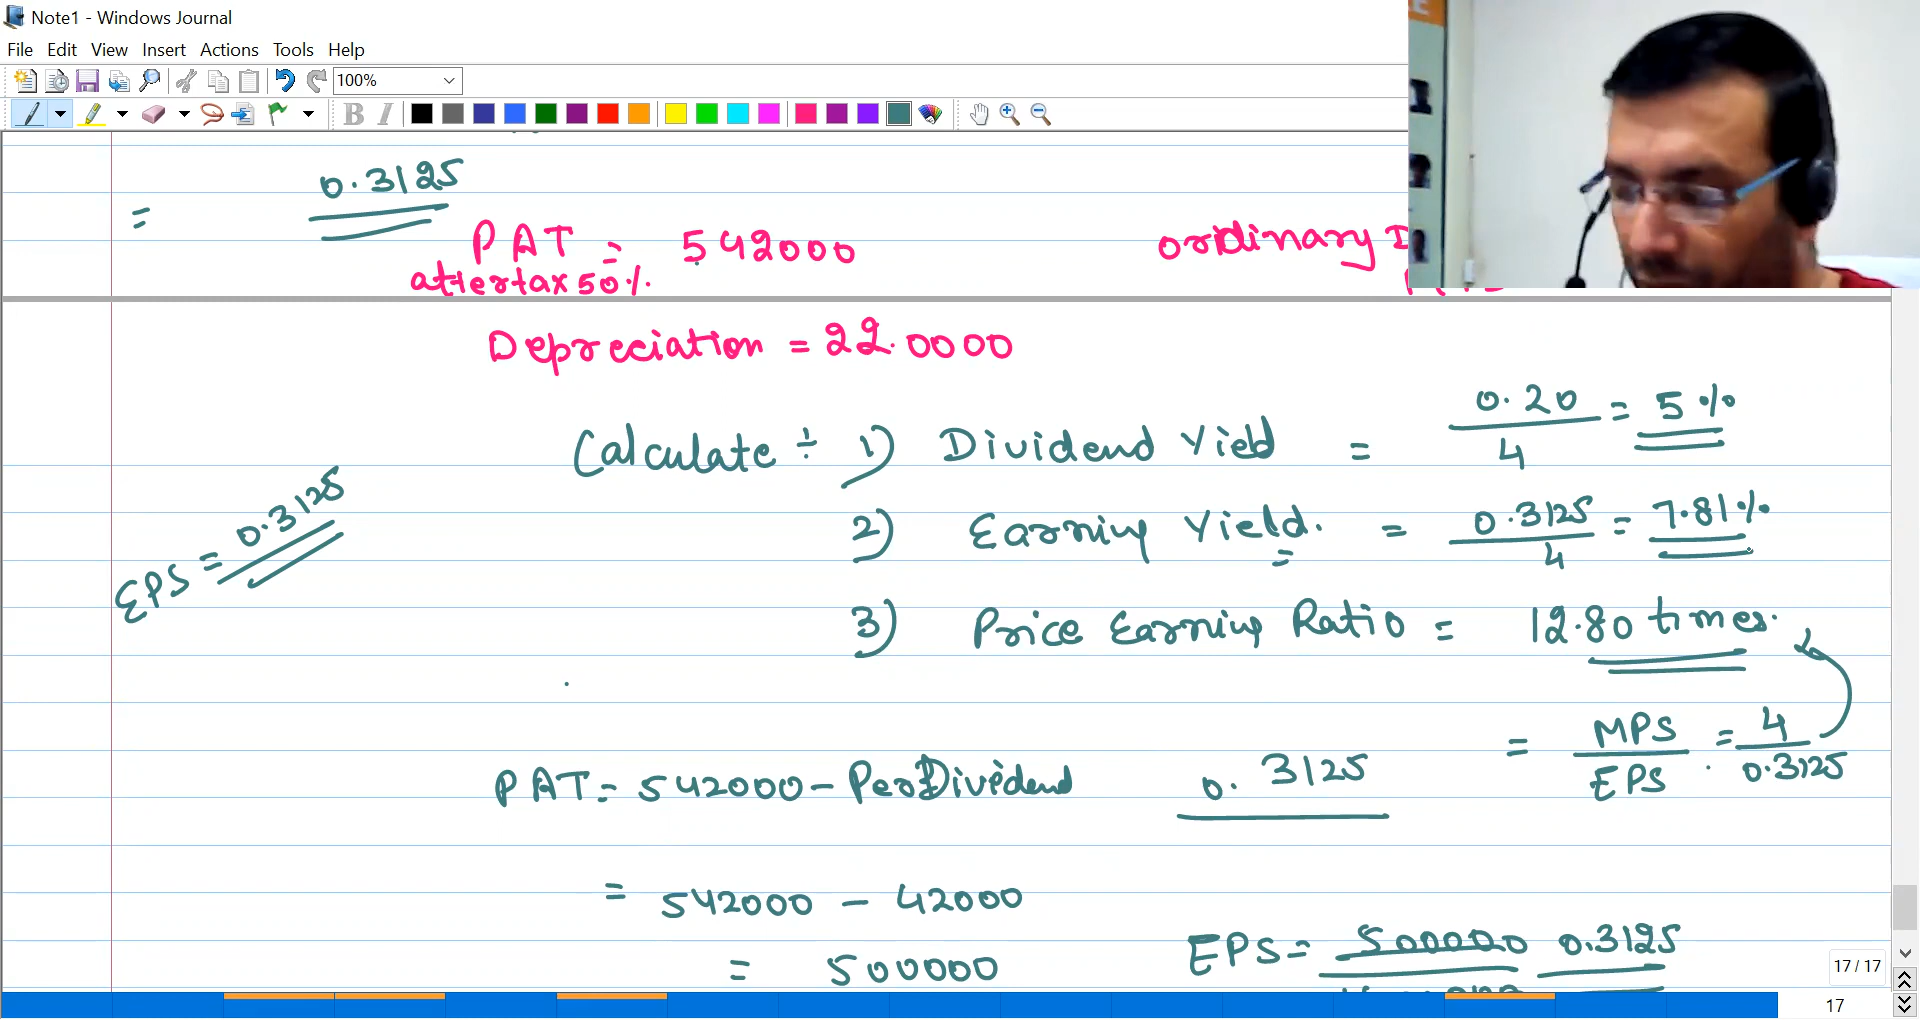 Note1 - Windows Journal
File Edit View Insert Actions Tools Help
100%
B I
= 0.3125
PAT = 542000
after tax 50%.
ordinary
Depreciation = 22.0000
Calculate ÷ 1) Dividend Yield = 0.20 / 4 = 5%
2) Earning Yield. = 0.3125 / 4 = 7.81%
EPS = 0.3125
3) Price Earning Ratio = 12.80 times.
= MPS / EPS = 4 / 0.3125
PAT = 542000 - Dividend 0.3125
= 542000 - 42000
EPS = 500000 0.3125
= 500000
17 / 17
17